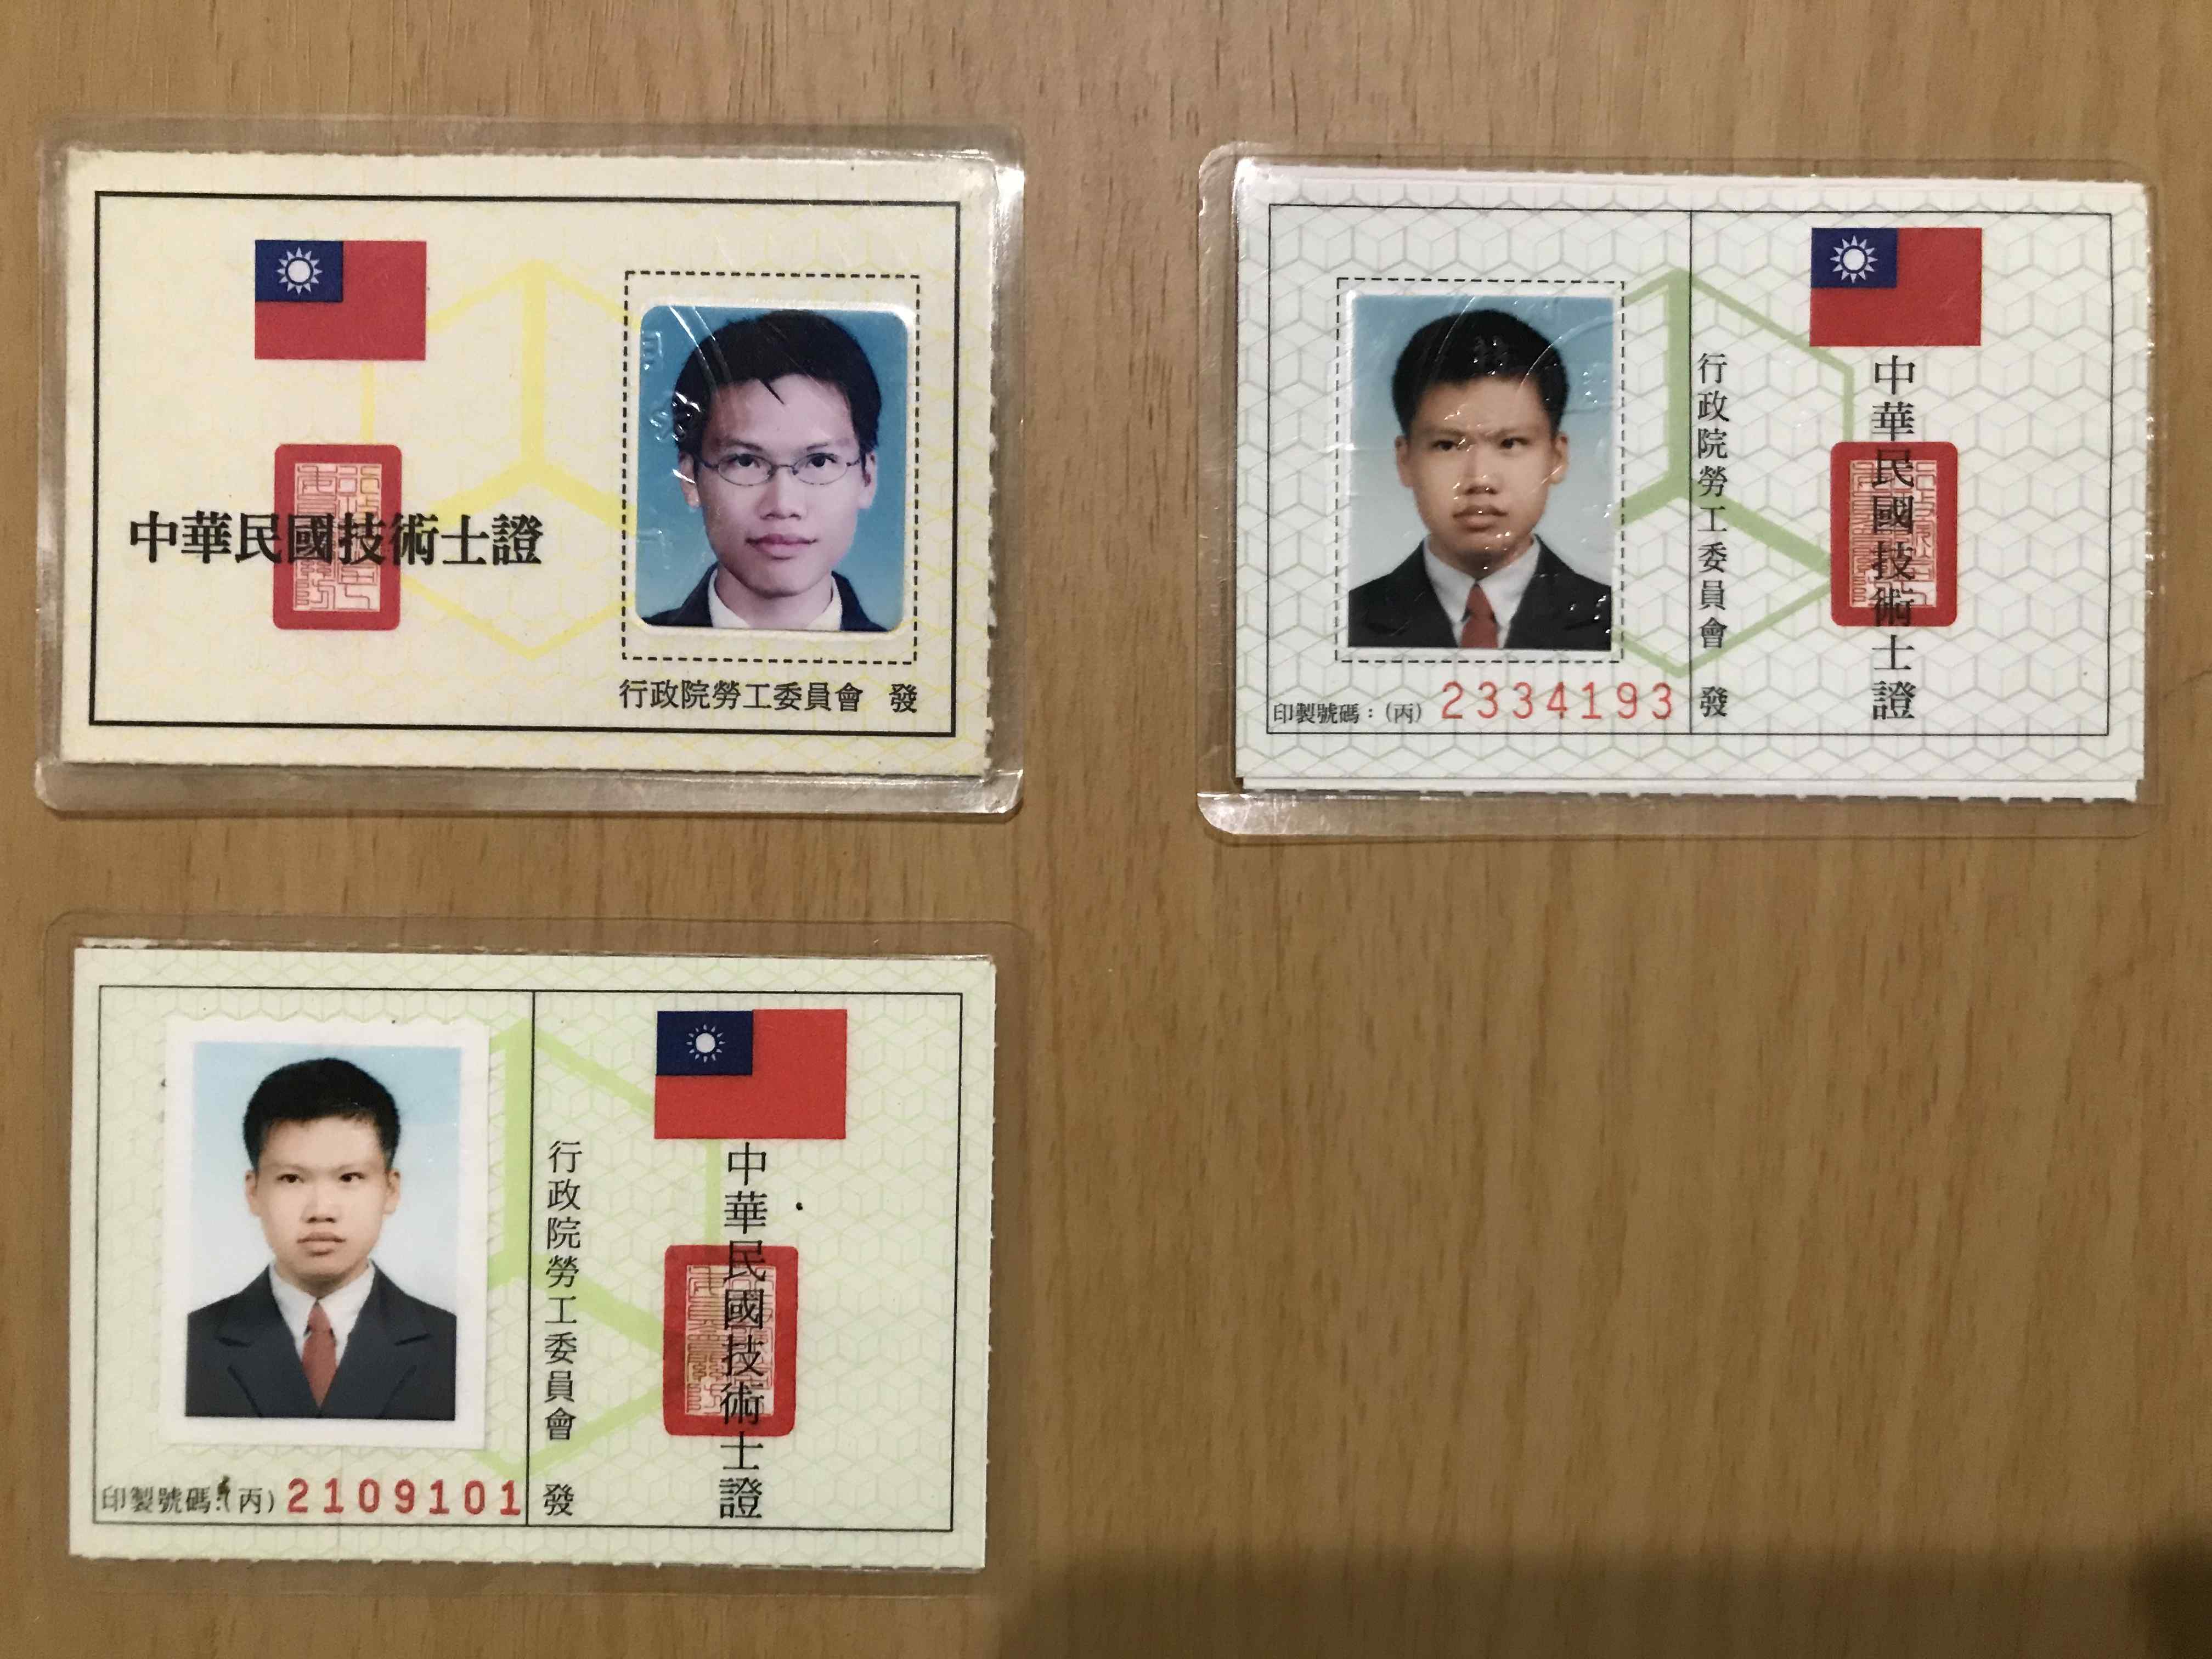 中華民國技術士證
行政院勞工委員會 發
中華民國技術士證
行政院勞工委員會 發
印製號碼：(丙) 2334193
中華民國技術士證
行政院勞工委員會 發
印製號碼：(丙) 2109101